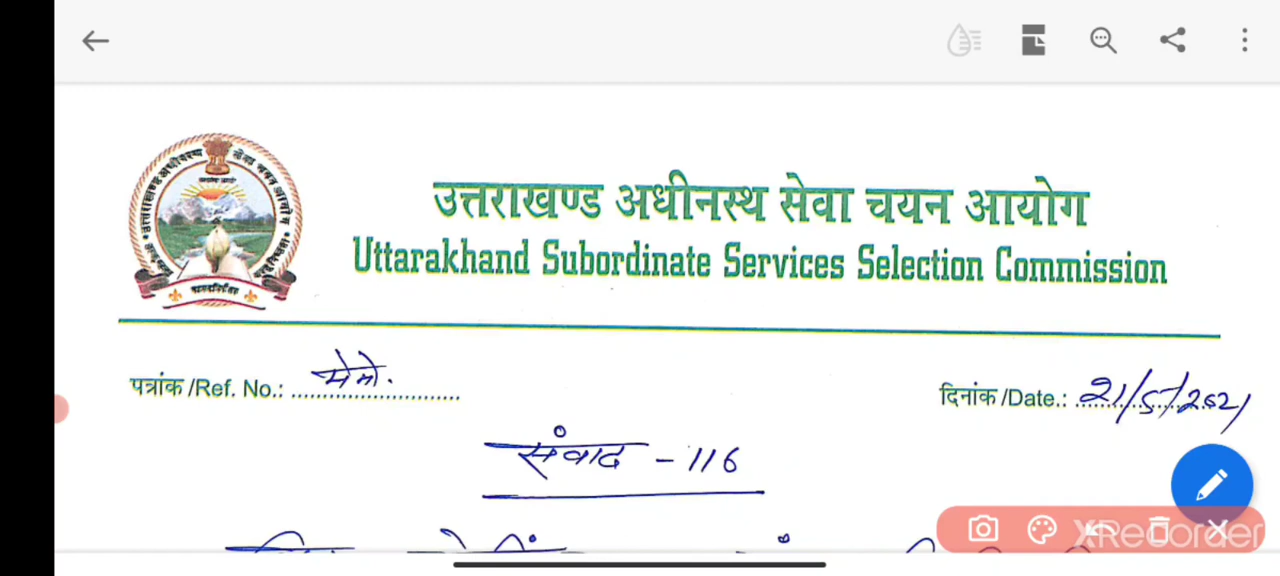 उत्तराखण्ड अधीनस्थ सेवा चयन आयोग
Uttarakhand Subordinate Services Selection Commission
पत्रांक /Ref. No.: मेमो.
दिनांक /Date.: 21/5/2021
संवाद - 116
XRecorder